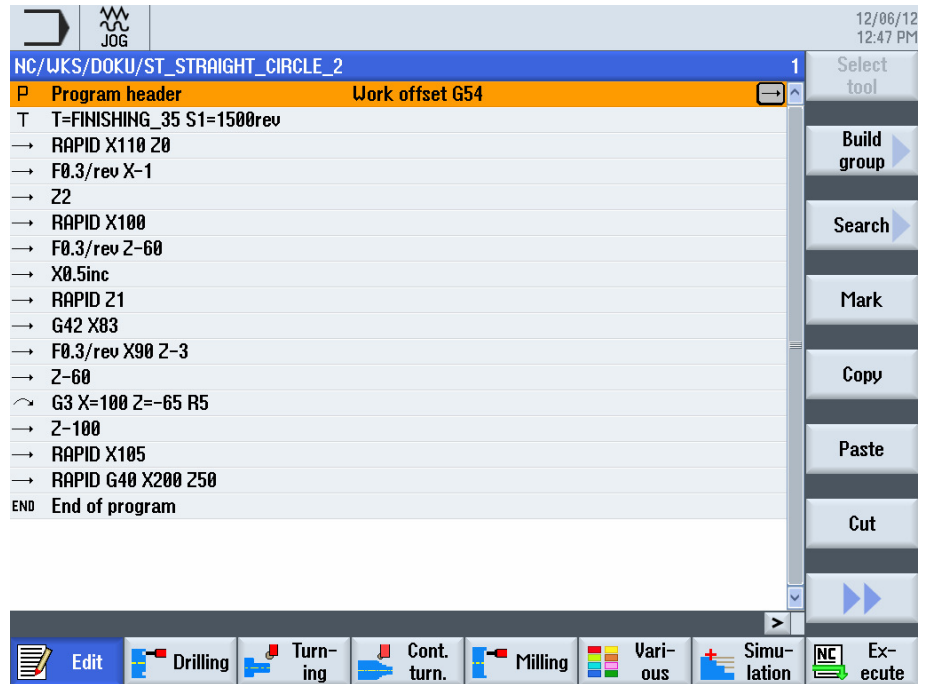 12/06/12
12:47 PM
JOG
NC/WKS/DOKU/ST_STRAIGHT_CIRCLE_2 1
P Program header Work offset G54
T T=FINISHING_35 S1=1500rev
→ RAPID X110 Z0
→ F0.3/rev X-1
→ Z2
→ RAPID X100
→ F0.3/rev Z-60
→ X0.5inc
→ RAPID Z1
→ G42 X83
→ F0.3/rev X90 Z-3
→ Z-60
G3 X=100 Z=-65 R5
→ Z-100
→ RAPID X105
→ RAPID G40 X200 Z50
END End of program
Select
tool
Build
group
Search
Mark
Copy
Paste
Cut
Edit
Drilling
Turn-
ing
Cont.
turn.
Milling
Vari-
ous
Simu-
lation
NC
Ex-
ecute